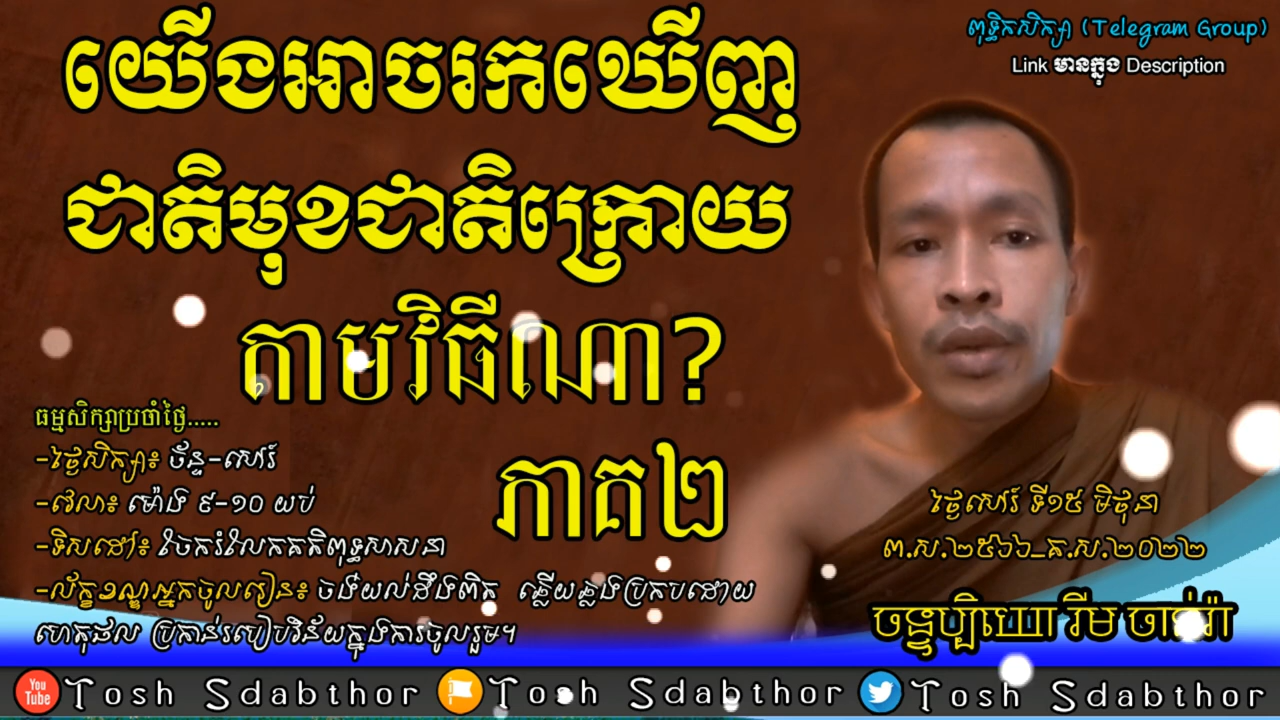 ពុទ្ធិកសិក្សា (Telegram Group)
Link មានក្នុង Description
យើងអាចរកឃើញ
ជាតិមុខជាតិក្រោយ
តាមវិធីណា?
ភាគ២
ធម្មសិក្សាប្រចាំថ្ងៃ.....
-ថ្ងៃសិក្សា៖ ច័ន្ទ-សៅរ៍
-វេលា៖ ម៉ោង ៩-១០ យប់
-ទិសដៅ៖ ចែករំលែកគតិពុទ្ធសាសនា
-ល័ក្ខខណ្ឌអ្នកចូលរៀន៖ ចង់យល់ដឹងពិត ឆ្លើយឆ្លងប្រកបដោយ
ហេតុផល ប្រកាន់របៀបវិន័យក្នុងការចូលរួម។
ថ្ងៃសៅរ៍ ទី១៥ មិថុនា
ព.ស.២៥៦៦_គ.ស.២០២២
ចន្ទប្បិយោ រីម ចាន់រ៉ា
You Tube Tosh Sdabthor Tosh Sdabthor Tosh Sdabthor